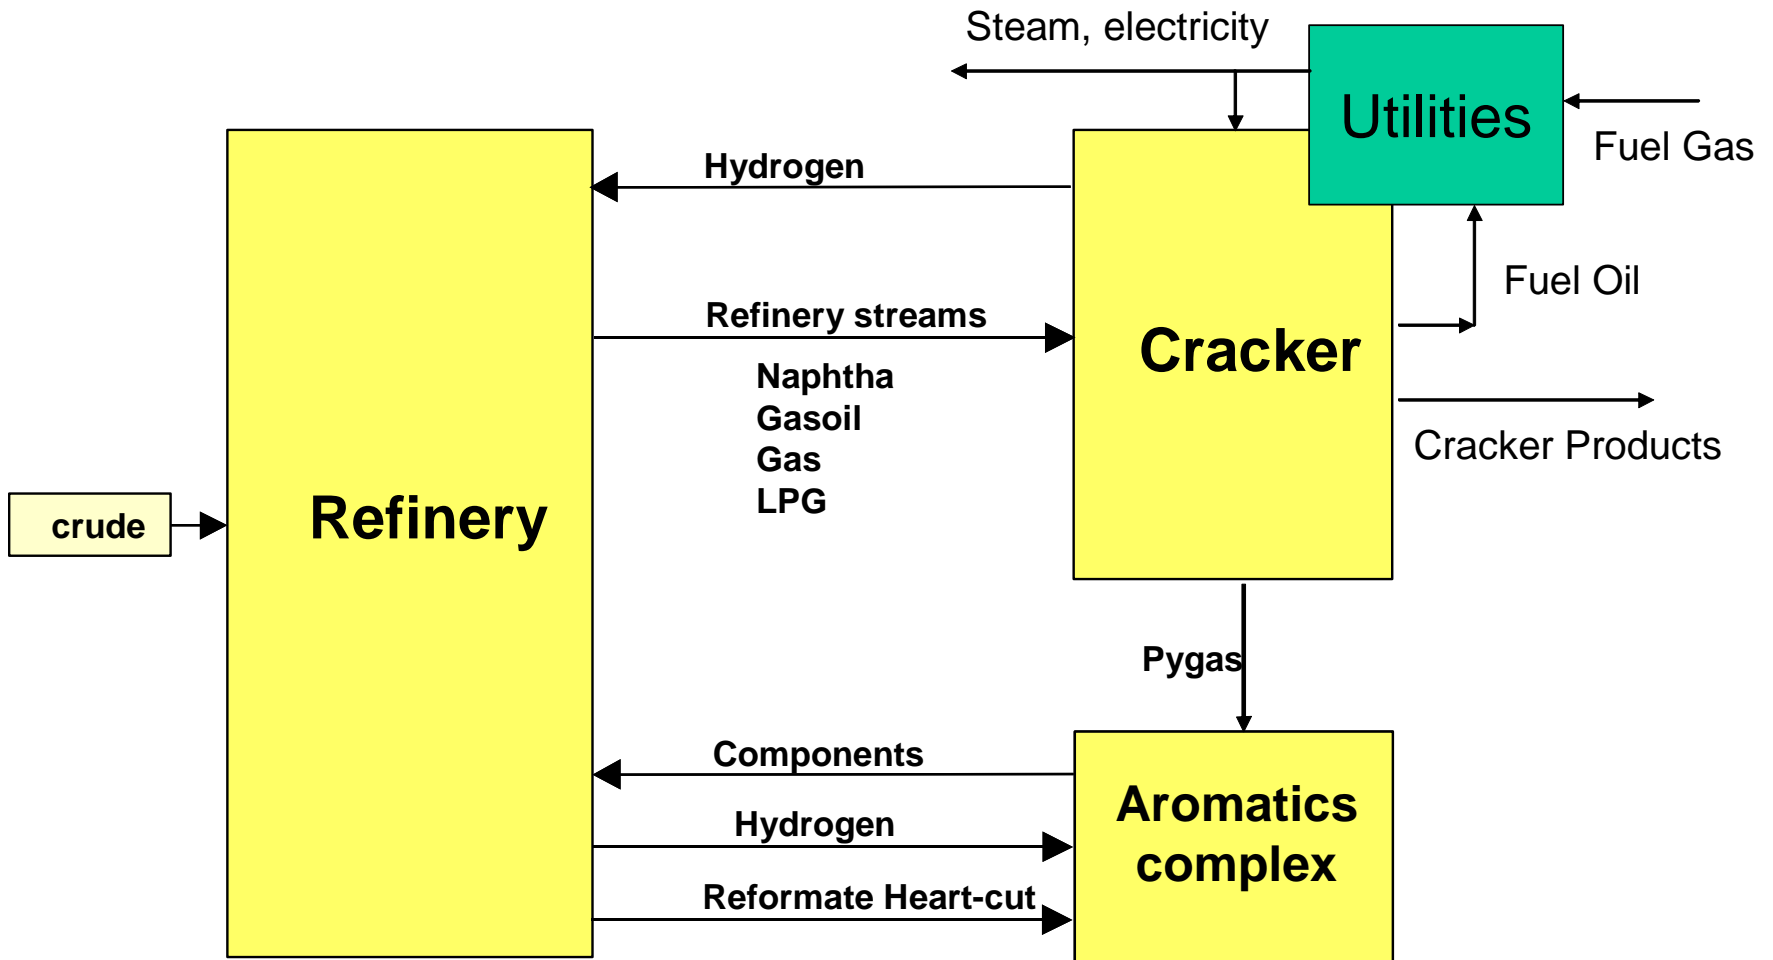 Steam, electricity
Utilities
Fuel Gas
Hydrogen
Fuel Oil
Refinery streams
Cracker
Naphtha
Gasoil
Gas
LPG
Cracker Products
crude
Refinery
Pygas
Components
Aromatics
complex
Hydrogen
Reformate Heart-cut